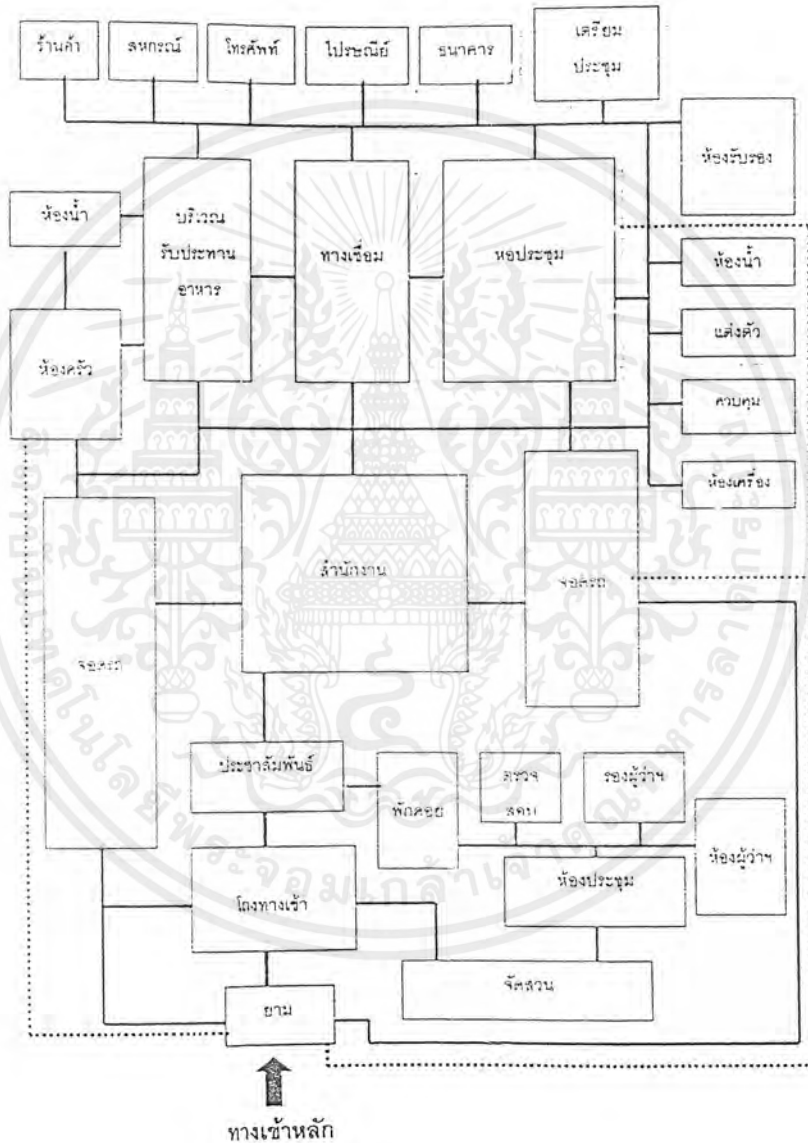 ร้านค้า
สหกรณ์
โทรศัพท์
ไปรษณีย์
ธนาคาร
เตรียม
ประชุม
ห้องรับรอง
ห้องน้ำ
บริเวณ
รับประทาน
อาหาร
ทางเชื่อม
หอประชุม
ห้องน้ำ
แต่งตัว
ห้องครัว
ควบคุม
ห้องเครื่อง
สำนักงาน
จอดรถ
จอดรถ
ประชาสัมพันธ์
พักคอย
ตรวจ
สอบ
รองผู้ว่าฯ
ห้องผู้ว่าฯ
ห้องประชุม
โถงทางเข้า
จัดสวน
ยาม
ทางเข้าหลัก